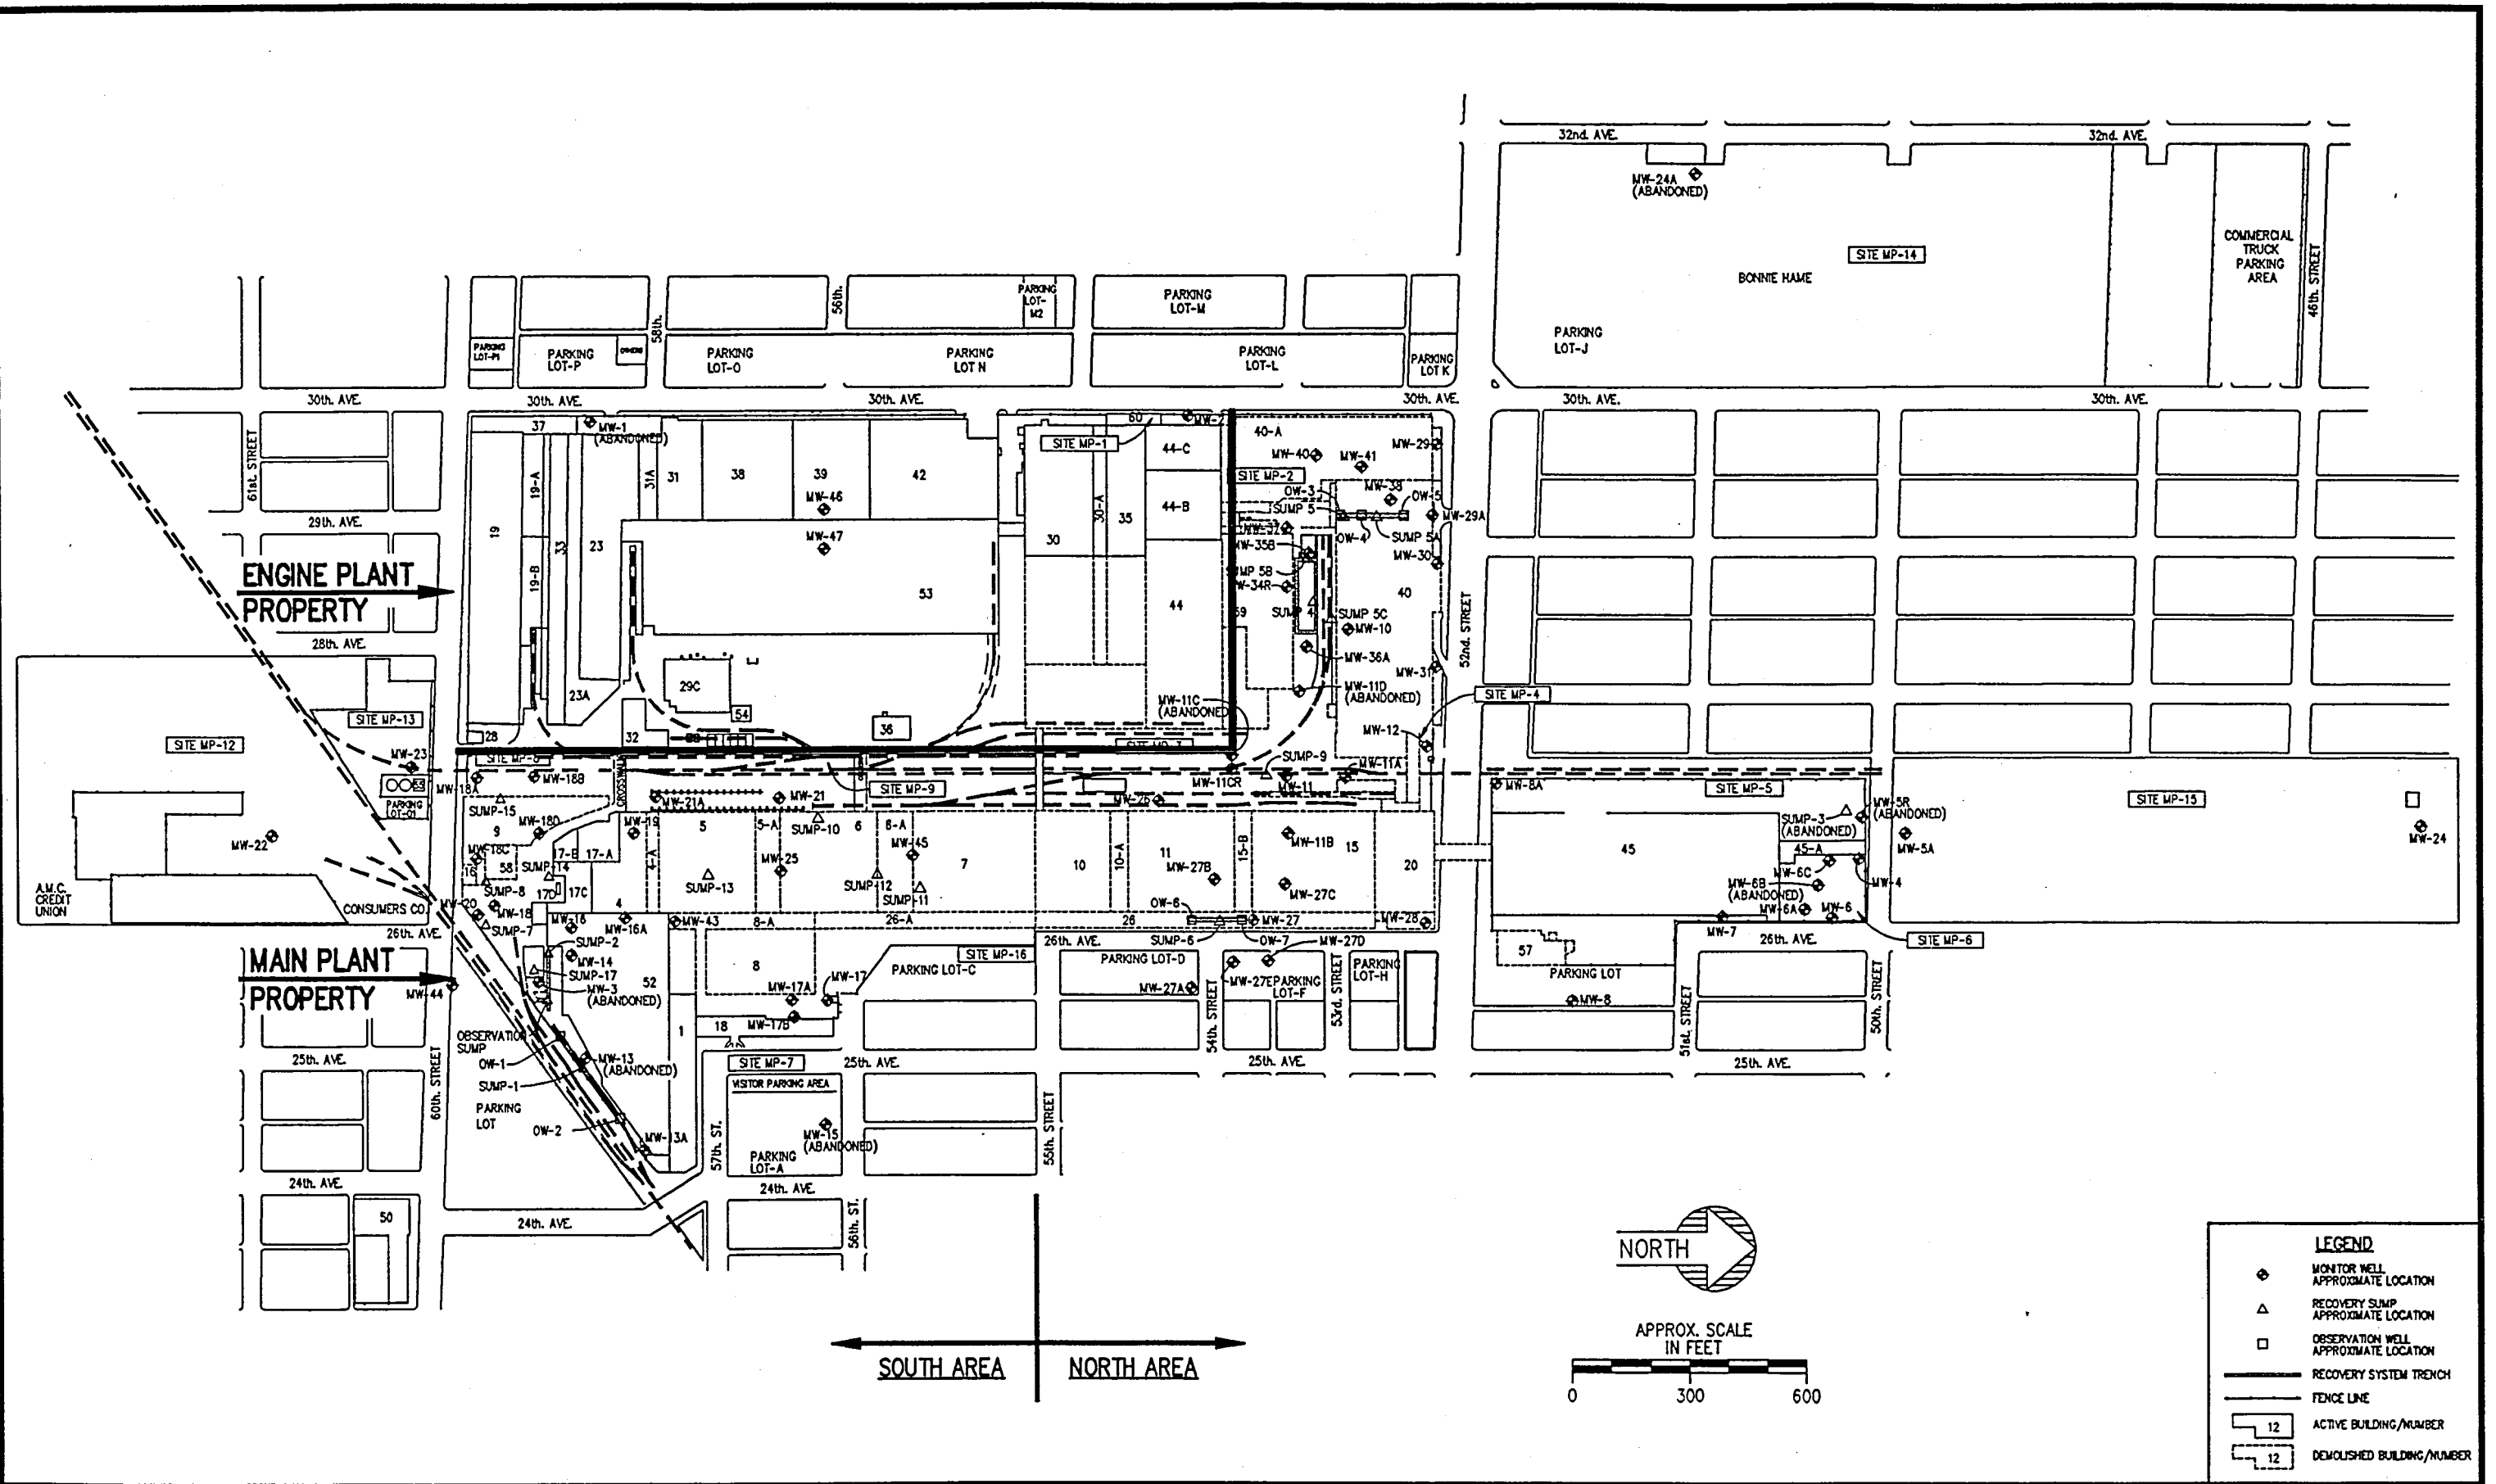 32nd. AVE.
32nd. AVE.
MW-24A
(ABANDONED)
SITE MP-14
BONNIE HAME
COMMERCIAL
TRUCK
PARKING
AREA
46th. STREET
PARKING
LOT-J
PARKING
LOT-
M2
PARKING
LOT-M
56th.
58th.
PARKING
LOT-P1
PARKING
LOT-P
OTHERS
PARKING
LOT-O
PARKING
LOT N
PARKING
LOT-L
PARKING
LOT K
30th. AVE.
30th. AVE.
30th. AVE.
30th. AVE.
30th. AVE.
30th. AVE.
61st. STREET
29th. AVE.
28th. AVE.
37
MW-1
(ABANDONED)
60
SITE MP-1
40-A
MW-29
44-C
MW-40
MW-41
SITE MP-2
19-A
31A
31
38
39
42
MW-46
30-A
35
44-B
OW-3
MW-38
OW-5
SUMP 5
MW-29A
19
33
23
MW-47
30
OW-4
SUMP 5A
MW-30
19-B
53
44
SUMP 4
SUMP 5C
40
MW-10
ENGINE PLANT
PROPERTY
52nd. STREET
MW-36A
MW-31
23A
29C
MW-11D
(ABANDONED)
SITE MP-4
MW-11C
(ABANDONED)
54
36
28
32
MW-12
SITE MP-13
SITE MP-12
MW-23
PARKING
LOT-O1
MW-18A
MW-18B
CROSSWALK
SITE MP-9
SUMP-9
MW-11CR
MW-11
MW-11A
MW-8A
SITE MP-5
SITE MP-15
MW-21A
MW-21
MW-26
SUMP-15
SUMP-10
SUMP-3
(ABANDONED)
MW-5R
(ABANDONED)
MW-5A
MW-24
MW-22
9
MW-18D
MW-19
5
5-A
6
6-A
MW-45
7
10
10-A
11
15-B
MW-11B
15
20
45
45-A
MW-18C
17-B
17-A
4-A
MW-25
MW-27B
MW-6C
MW-4
16
58
SUMP-14
SUMP-13
SUMP-12
SUMP-11
MW-27C
MW-6B
(ABANDONED)
SUMP-8
17D
17C
A.M.C.
CREDIT
UNION
CONSUMERS CO.
MW-20
MW-18
4
MW-16
MW-16A
MW-43
8-A
26-A
26
OW-6
MW-27
MW-28
MW-6A
MW-6
MW-7
26th. AVE.
SUMP-7
SUMP-2
SUMP-6
OW-7
MW-27D
26th. AVE.
26th. AVE.
SITE MP-6
MW-14
SUMP-17
MW-3
(ABANDONED)
52
8
MW-17
PARKING LOT-C
SITE MP-16
PARKING LOT-D
MW-27E
PARKING
LOT-F
PARKING
LOT-H
57
PARKING LOT
MAIN PLANT
PROPERTY
MW-44
MW-17A
MW-27A
MW-8
MW-17B
1
18
54th. STREET
53rd. STREET
51st. STREET
50th. STREET
OBSERVATION
SUMP
OW-1
MW-13
(ABANDONED)
SITE MP-7
25th. AVE.
25th. AVE.
25th. AVE.
25th. AVE.
SUMP-1
VISITOR PARKING AREA
60th. STREET
PARKING
LOT
OW-2
MW-13A
MW-15
(ABANDONED)
PARKING
LOT-A
57th. ST.
55th. STREET
24th. AVE.
24th. AVE.
24th. AVE.
56th. ST.
50
NORTH
APPROX. SCALE
IN FEET
0 300 600
SOUTH AREA
NORTH AREA
LEGEND
MONITOR WELL
APPROXIMATE LOCATION
RECOVERY SUMP
APPROXIMATE LOCATION
OBSERVATION WELL
APPROXIMATE LOCATION
RECOVERY SYSTEM TRENCH
FENCE LINE
12 ACTIVE BUILDING/NUMBER
12 DEMOLISHED BUILDING/NUMBER